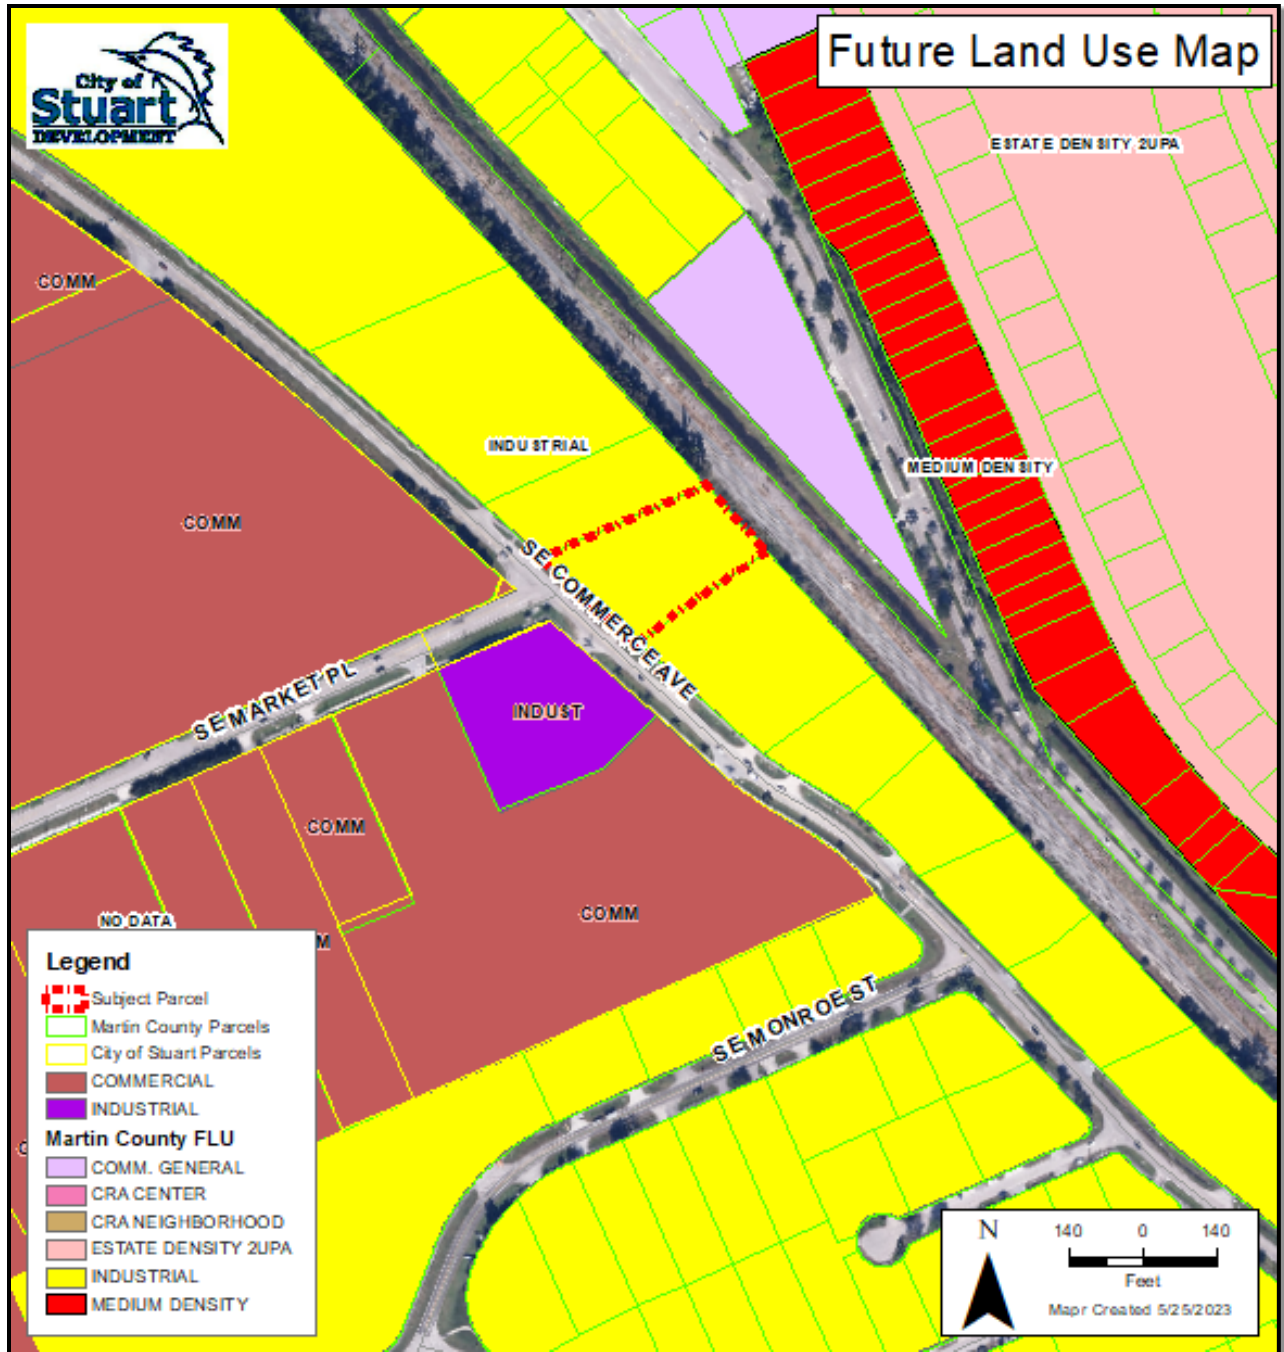 City of
Stuart
DEVELOPMENT
Future Land Use Map
ESTATE DENSITY 2UPA
COMM
INDUSTRIAL
MEDIUM DENSITY
COMM
SE COMMERCE AVE
SE MARKET PL
INDUST
COMM
COMM
NO DATA
M
SE MONROE ST
C
Legend
Subject Parcel
Martin County Parcels
City of Stuart Parcels
COMMERCIAL
INDUSTRIAL
Martin County FLU
COMM. GENERAL
CRA CENTER
CRA NEIGHBORHOOD
ESTATE DENSITY 2UPA
INDUSTRIAL
MEDIUM DENSITY
N
140 0 140
Feet
Mapr Created 5/25/2023